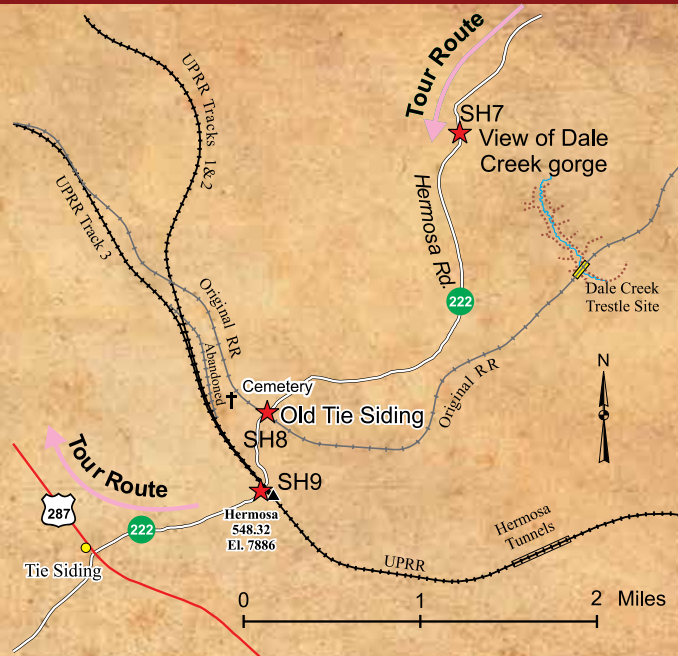 Tour Route
UPRR Tracks 1&2
SH7
View of Dale
Creek gorge
UPRR Track 3
Hermosa Rd.
Original RR
222
Dale Creek
Trestle Site
Abandoned
N
Cemetery
Old Tie Siding
Original RR
SH8
Tour Route
SH9
287
222
Hermosa
548.32
El. 7886
Hermosa
Tunnels
Tie Siding
UPRR
0 1 2 Miles